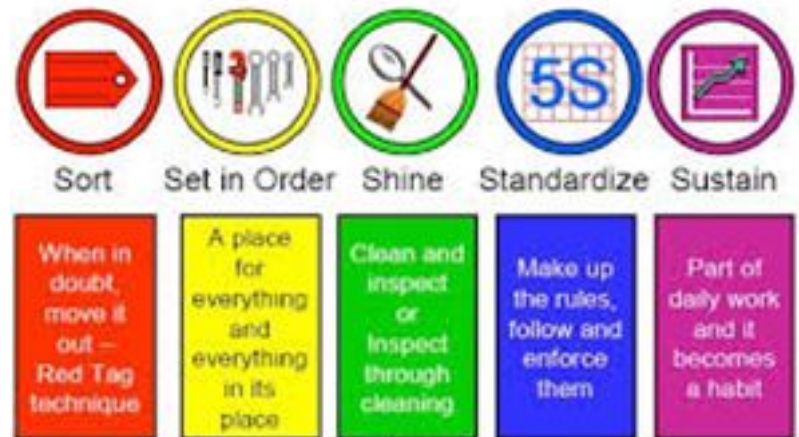 5S
Sort
Set in Order
Shine
Standardize
Sustain
When in
doubt,
move it
out –
Red Tag
technique
A place
for
everything
and
everything
in its
place
Clean and
inspect
or
Inspect
through
cleaning
Make up
the rules,
follow and
enforce
them
Part of
daily work
and it
becomes
a habit